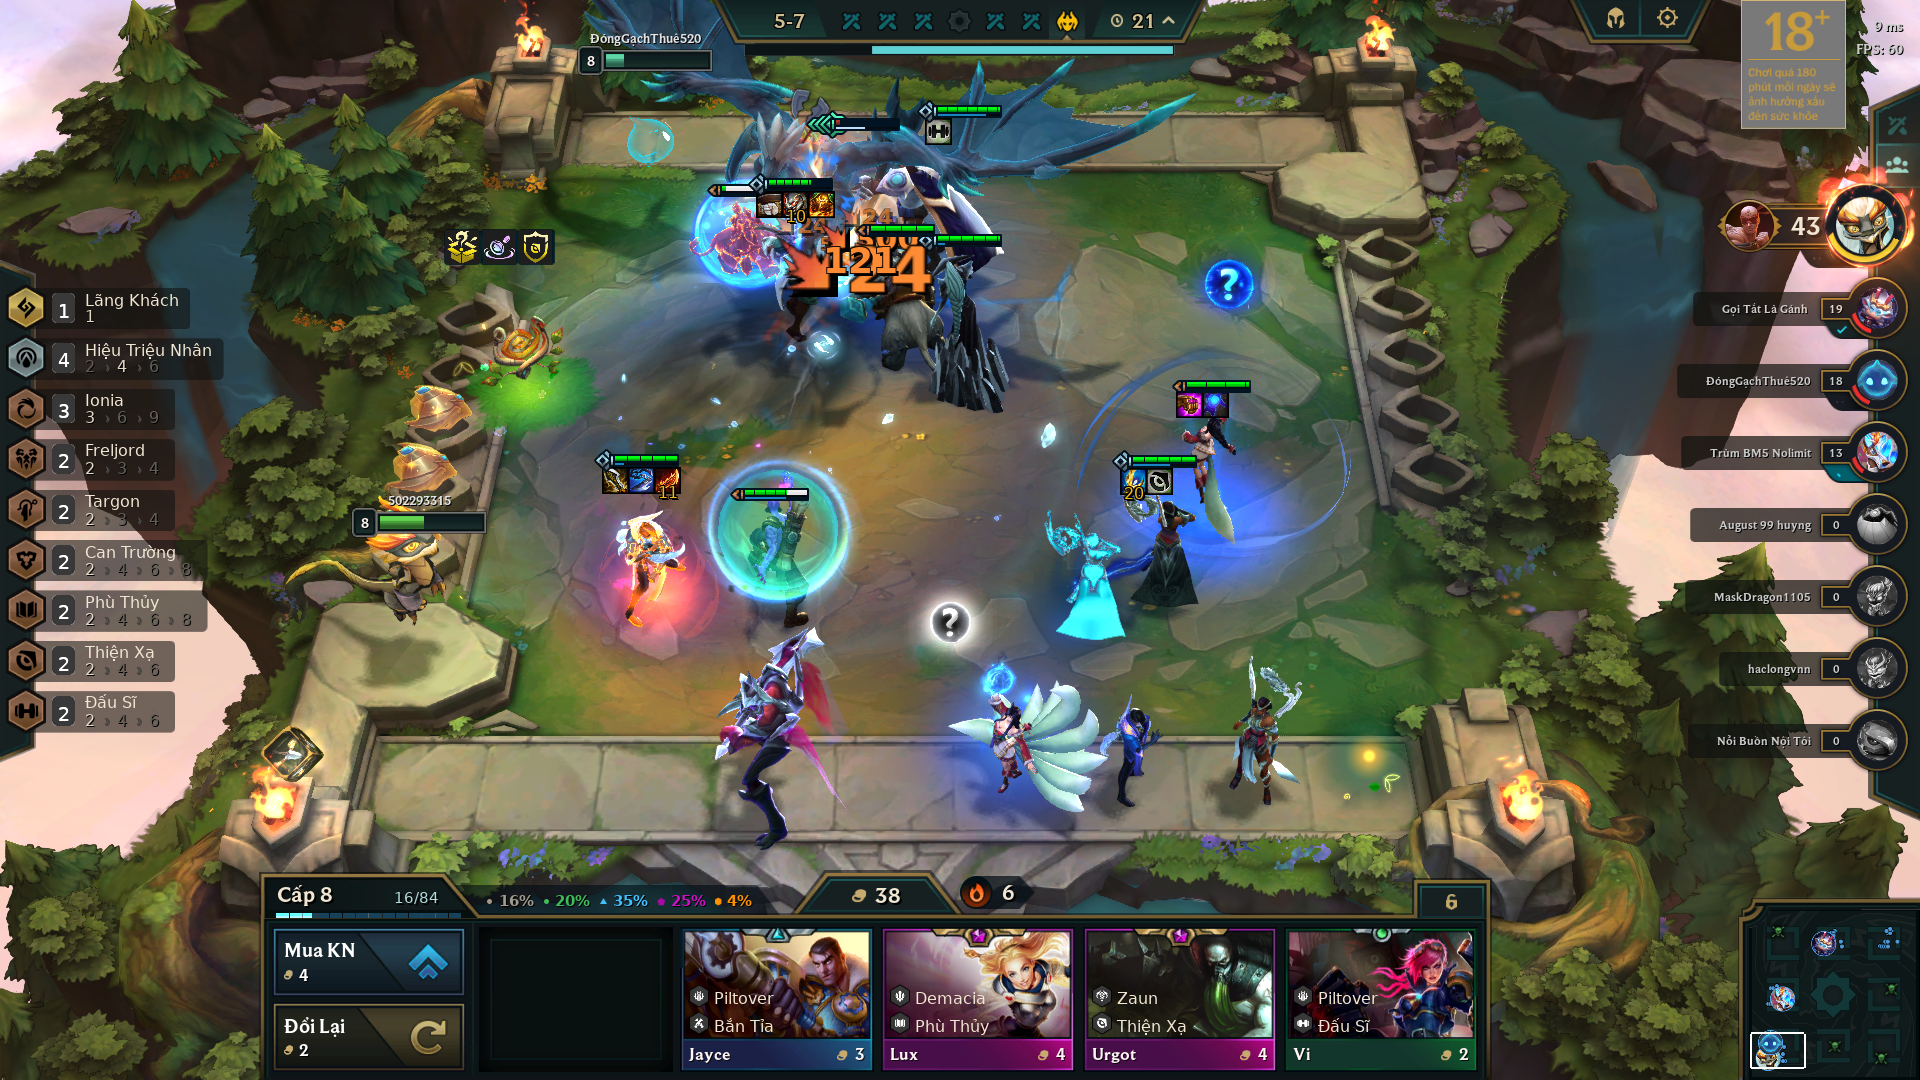 5-7
21
18+
Chơi quá 180
phút mỗi ngày sẽ
ảnh hưởng xấu
đến sức khỏe
9 ms
FPS: 60
ĐóngGạchThuê520
8
43
Gọi Tất Là Gánh
19
ĐóngGạchThuê520
18
Trùm BM5 Nolimit
13
August 99 huyng
0
MaskDragon1105
0
haclongvnn
0
Nỗi Buồn Nội Tôi
0
1
Lãng Khách
1
4
Hiệu Triệu Nhân
2 › 4 › 6
3
Ionia
3 › 6 › 9
2
Freljord
2 › 3 › 4
2
Targon
2 › 3 › 4
2
Can Trường
2 › 4 › 6 › 8
2
Phù Thủy
2 › 4 › 6 › 8
2
Thiện Xạ
2 › 4 › 6
2
Đấu Sĩ
2 › 4 › 6
10
1214
11
20
502293315
8
?
?
Cấp 8
16/84
16%
20%
35%
25%
4%
38
6
6
Mua KN
4
Đổi Lại
2
Piltover
Bắn Tỉa
Jayce
3
Demacia
Phù Thủy
Lux
4
Zaun
Thiện Xạ
Urgot
4
Piltover
Đấu Sĩ
Vi
2